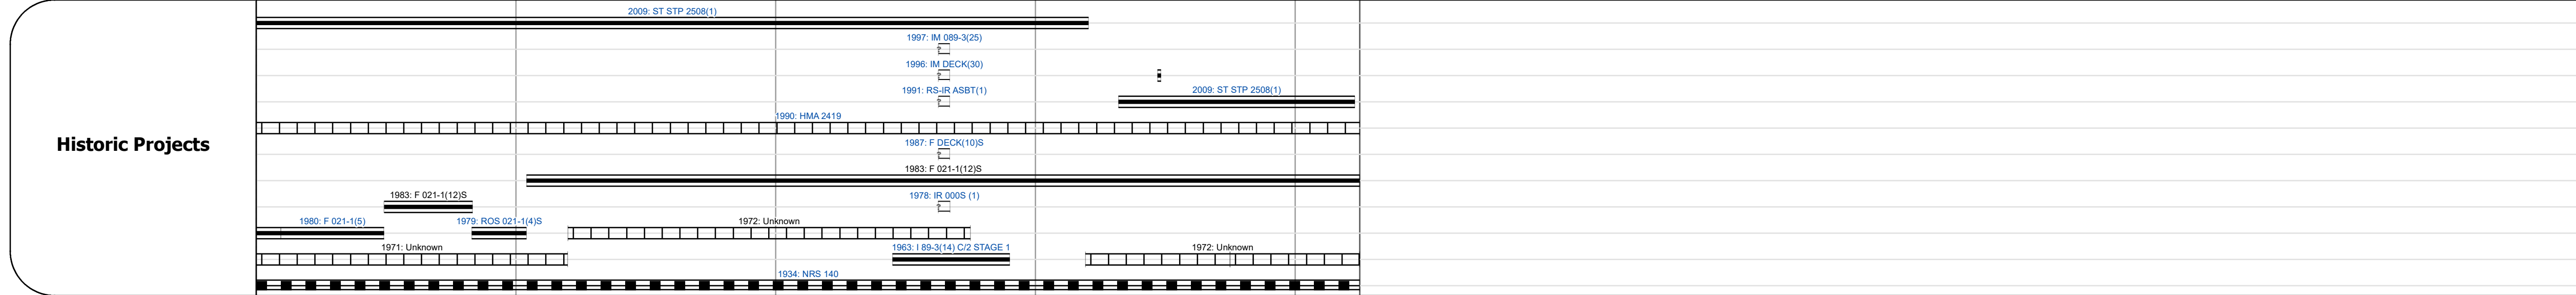 2009: ST STP 2508(1)
1997: IM 089-3(25)
1996: IM DECK(30)
1991: RS-IR ASBT(1)
2009: ST STP 2508(1)
1990: HMA 2419
Historic Projects
1987: F DECK(10)S
1983: F 021-1(12)S
1983: F 021-1(12)S
1978: IR 000S (1)
1980: F 021-1(5)
1979: ROS 021-1(4)S
1972: Unknown
1971: Unknown
1963: I 89-3(14) C/2 STAGE 1
1972: Unknown
1934: NRS 140